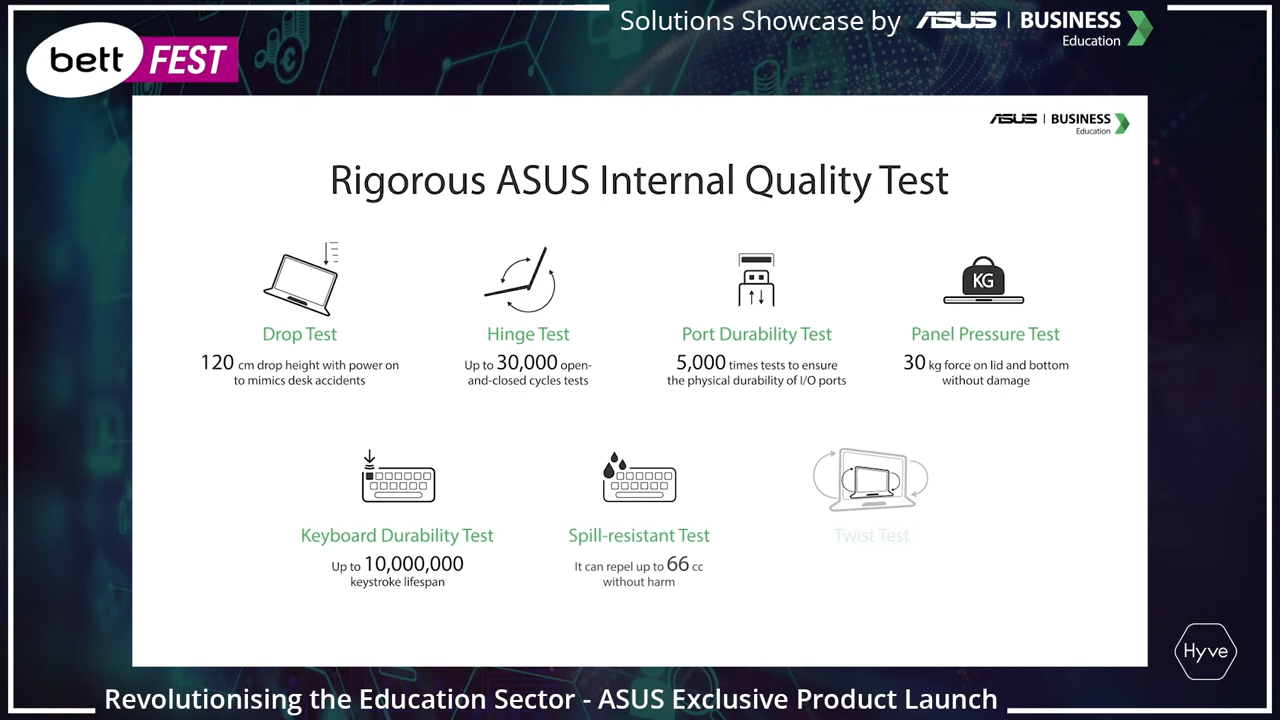 Solutions Showcase by ASUS | BUSINESS
Education
bett FEST
ASUS | BUSINESS
Education
Rigorous ASUS Internal Quality Test
Drop Test
120 cm drop height with power on
to mimics desk accidents
Hinge Test
Up to 30,000 open-
and-closed cycles tests
Port Durability Test
5,000 times tests to ensure
the physical durability of I/O ports
KG
Panel Pressure Test
30 kg force on lid and bottom
without damage
Keyboard Durability Test
Up to 10,000,000
keystroke lifespan
Spill-resistant Test
It can repel up to 66 cc
without harm
Twist Test
Hyve
Revolutionising the Education Sector - ASUS Exclusive Product Launch